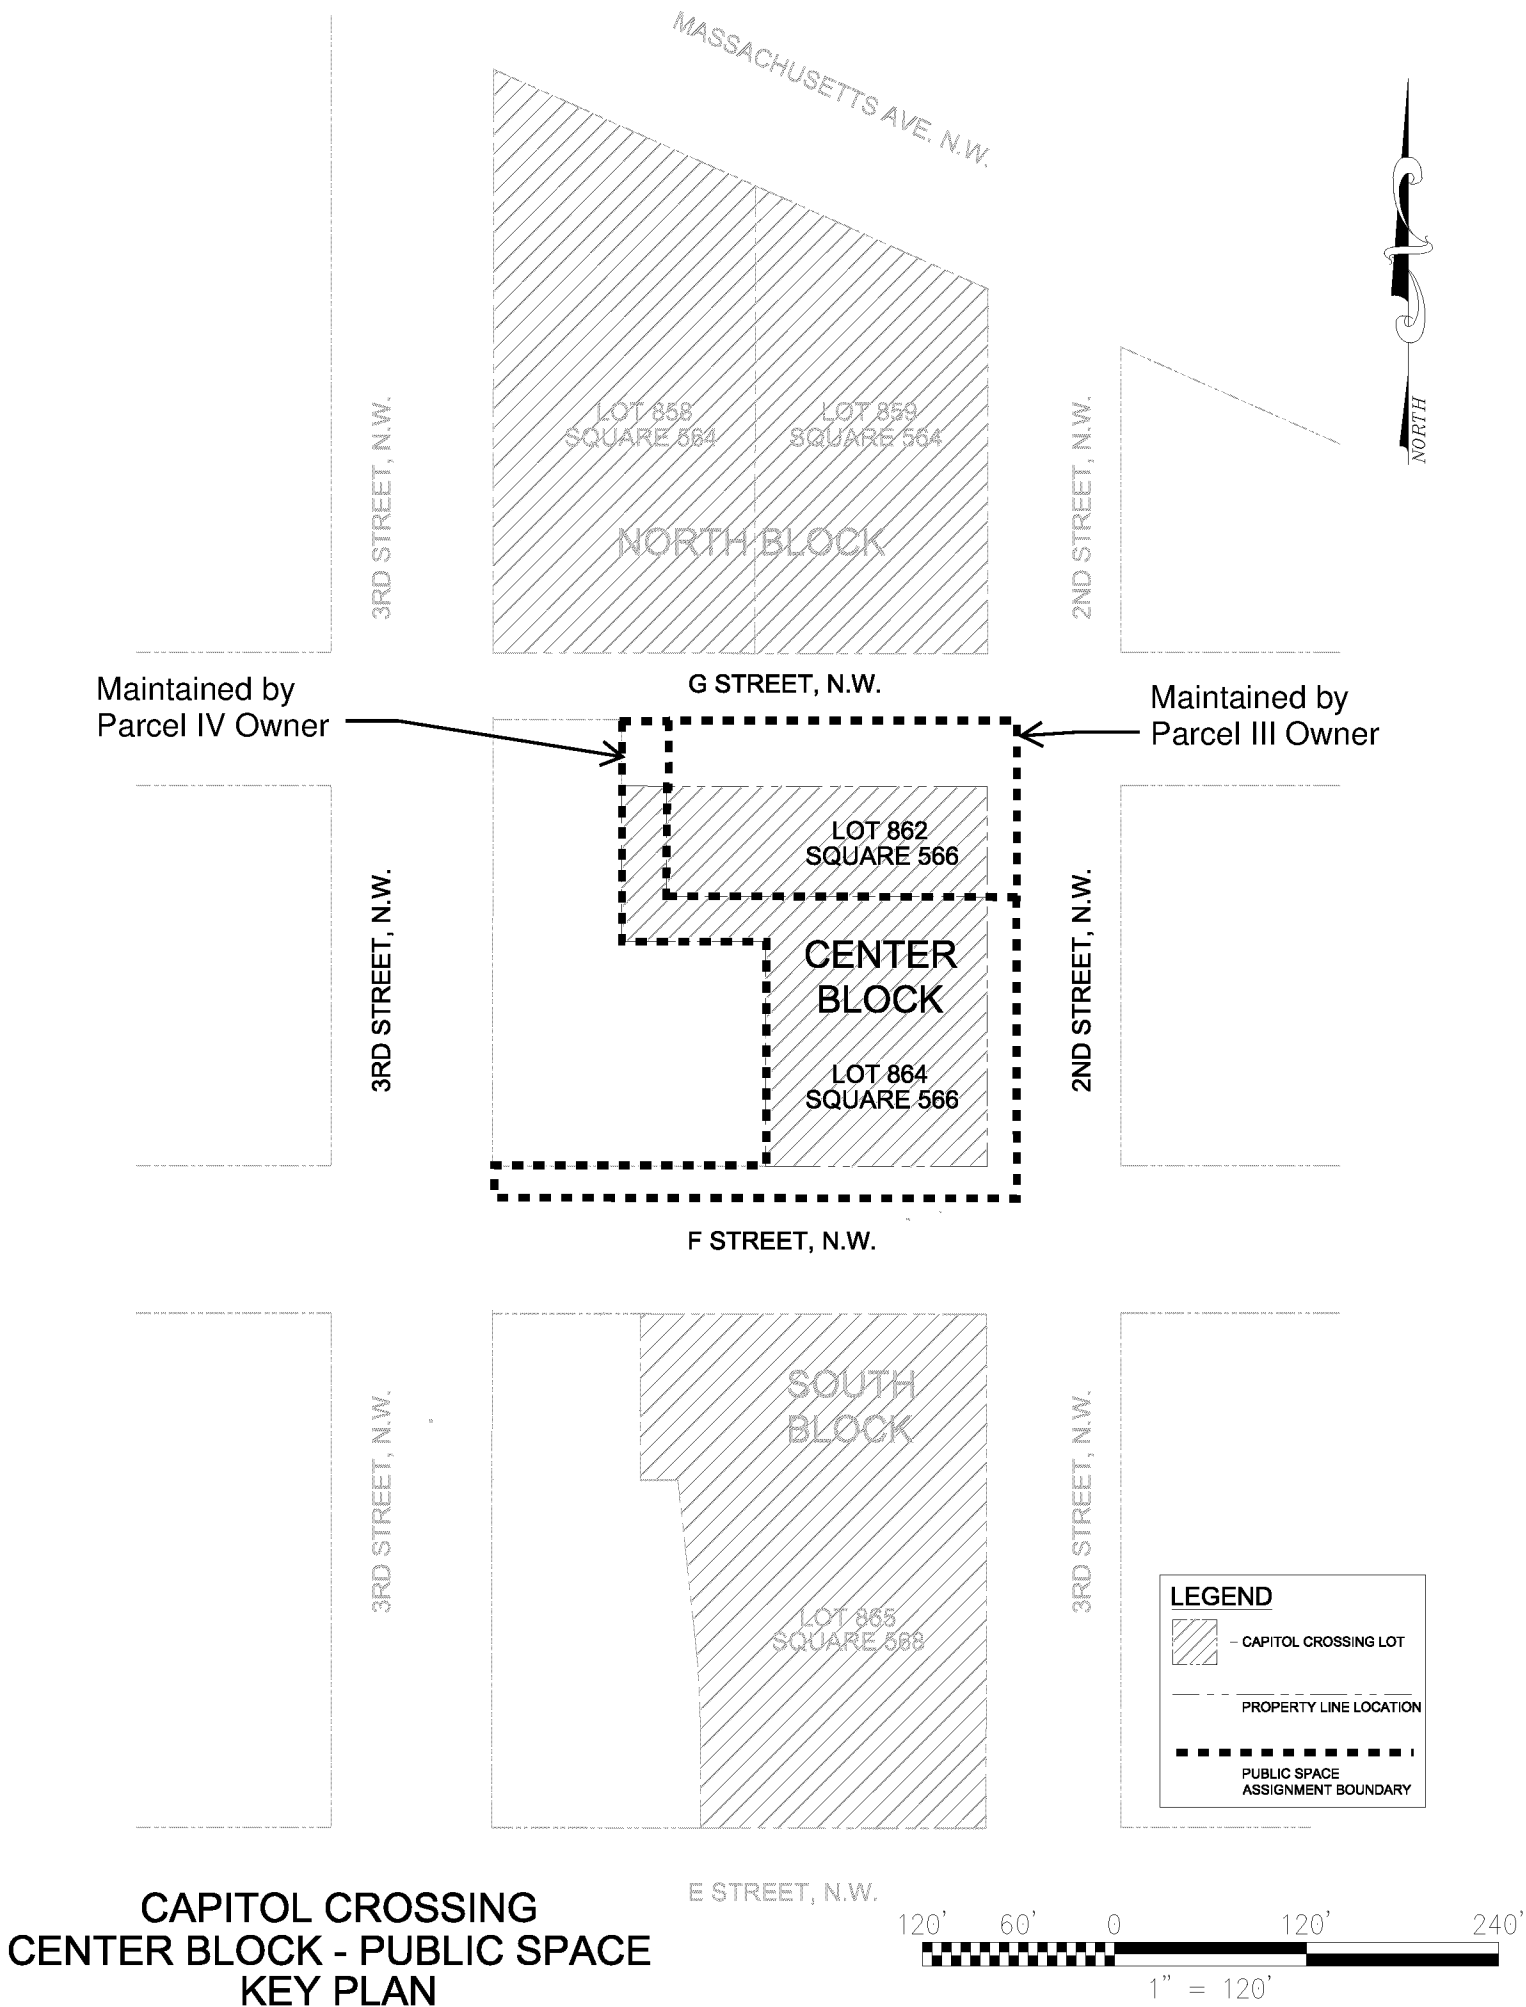 MASSACHUSETTS AVE. N.W.
NORTH
3RD STREET, N.W.
LOT 858
SQUARE 564
LOT 859
SQUARE 564
2ND STREET, N.W.
NORTH BLOCK
Maintained by
Parcel IV Owner
G STREET, N.W.
Maintained by
Parcel III Owner
LOT 862
SQUARE 566
3RD STREET, N.W.
CENTER
BLOCK
2ND STREET, N.W.
LOT 864
SQUARE 566
F STREET, N.W.
SOUTH
BLOCK
3RD STREET, N.W.
3RD STREET, N.W.
LOT 865
SQUARE 568
LEGEND
- CAPITOL CROSSING LOT
PROPERTY LINE LOCATION
PUBLIC SPACE
ASSIGNMENT BOUNDARY
E STREET, N.W.
CAPITOL CROSSING
CENTER BLOCK - PUBLIC SPACE
KEY PLAN
120' 60' 0 120' 240'
1" = 120'